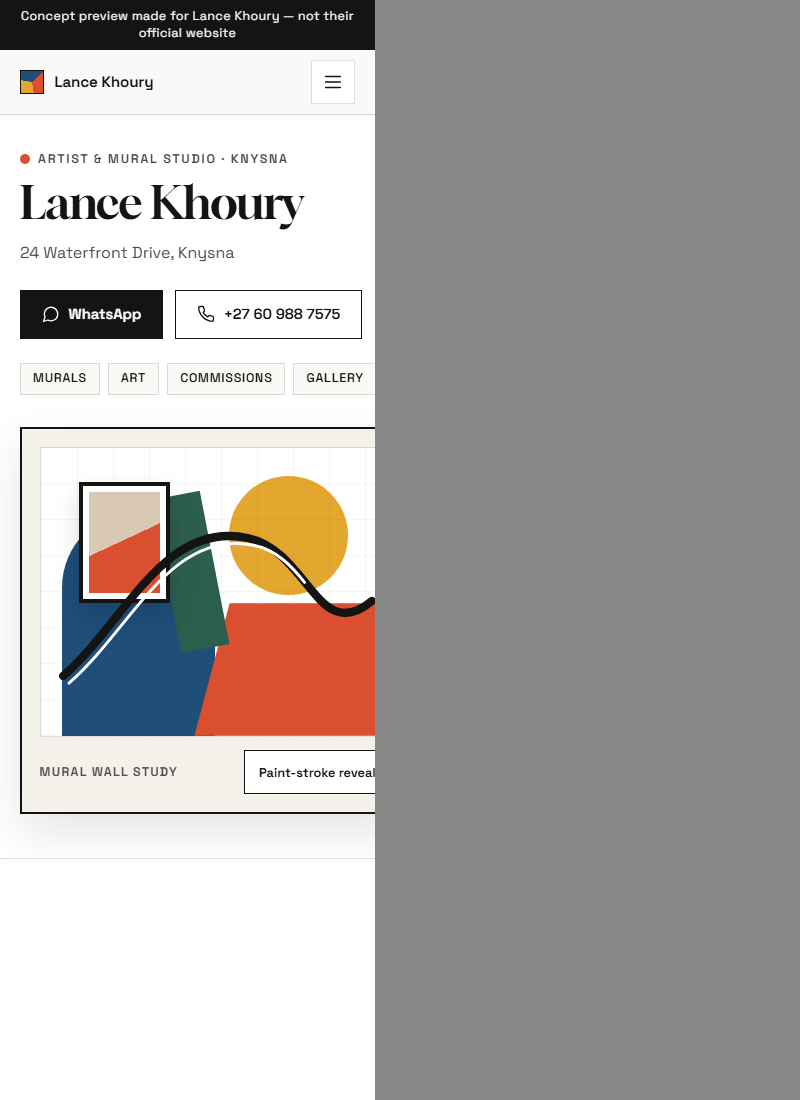 Concept preview made for Lance Khoury — not their
official website
Lance Khoury
ARTIST & MURAL STUDIO · KNYSNA
Lance Khoury
24 Waterfront Drive, Knysna
WhatsApp
+27 60 988 7575
MURALS
ART
COMMISSIONS
GALLERY
MURAL WALL STUDY
Paint-stroke reveal